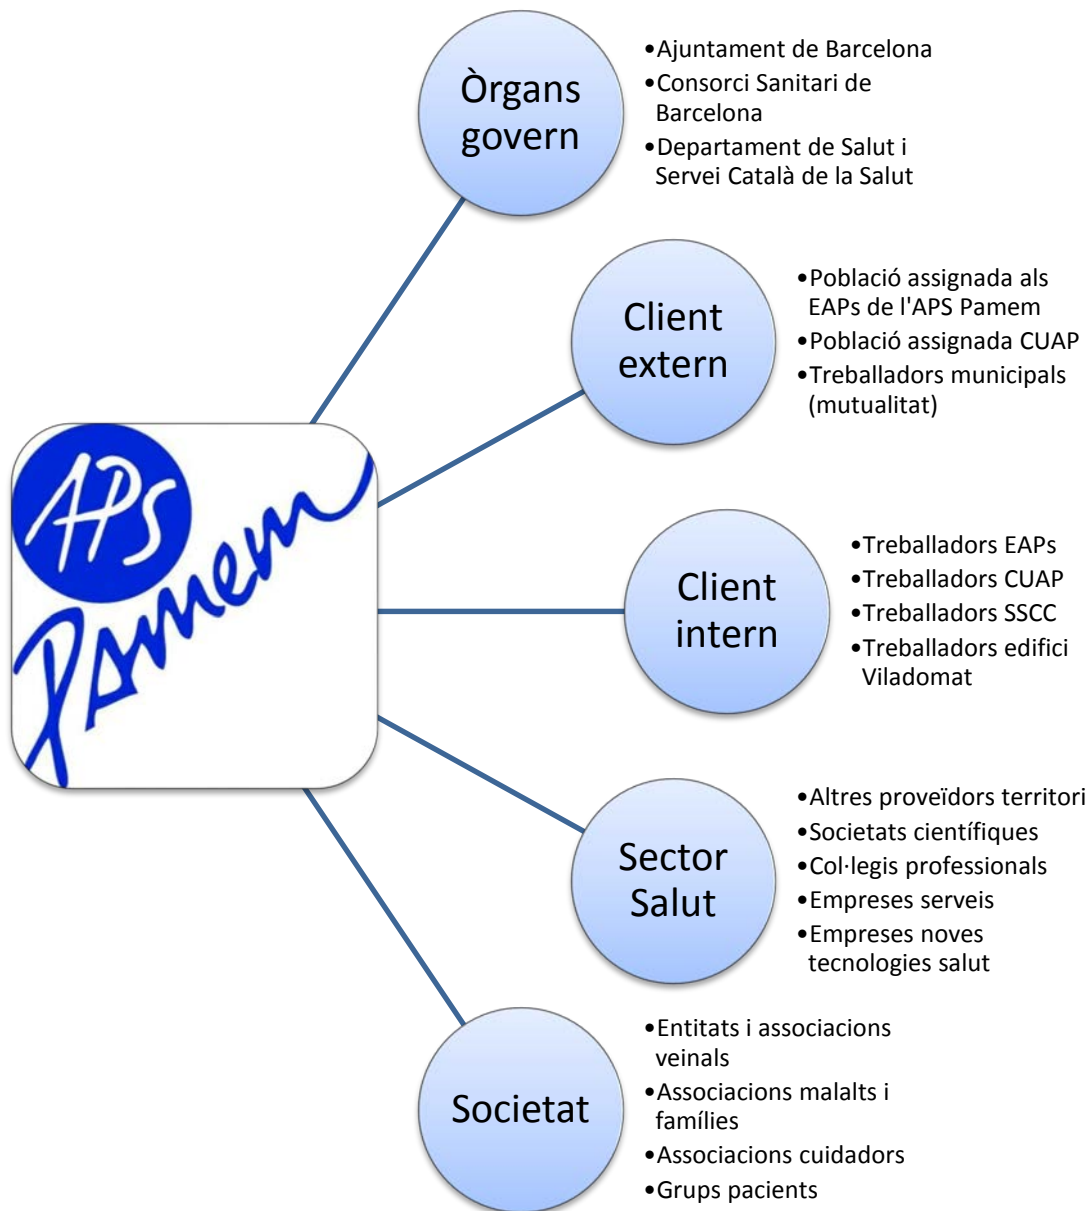 Òrgans
govern
•Ajuntament de Barcelona
•Consorci Sanitari de
Barcelona
•Departament de Salut i
Servei Català de la Salut
Client
extern
•Població assignada als
EAPs de l'APS Pamem
•Població assignada CUAP
•Treballadors municipals
(mutualitat)
APS
Pamem
Client
intern
•Treballadors EAPs
•Treballadors CUAP
•Treballadors SSCC
•Treballadors edifici
Viladomat
Sector
Salut
•Altres proveïdors territori
•Societats científiques
•Col·legis professionals
•Empreses serveis
•Empreses noves
tecnologies salut
Societat
•Entitats i associacions
veinals
•Associacions malalts i
famílies
•Associacions cuidadors
•Grups pacients